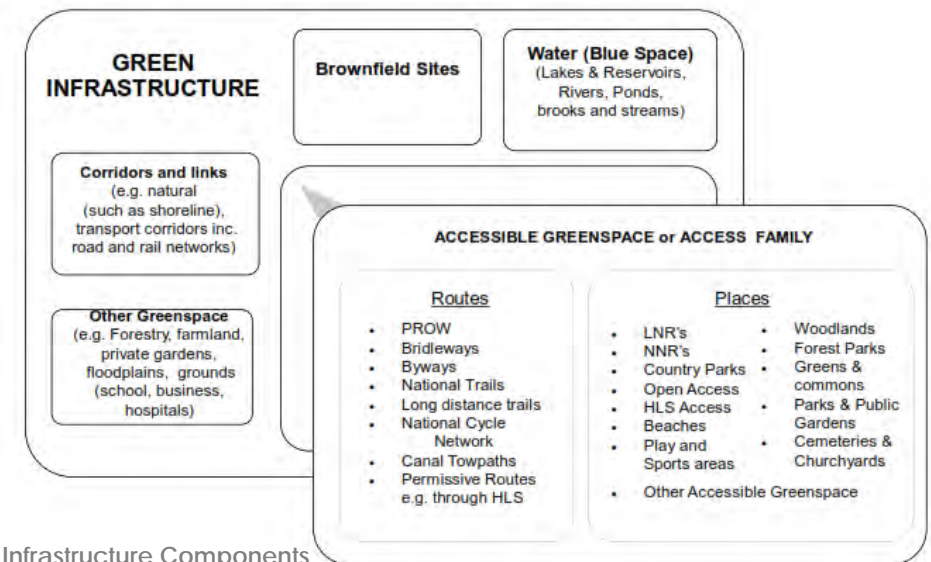 GREEN
INFRASTRUCTURE
Brownfield Sites
Water (Blue Space)
(Lakes & Reservoirs,
Rivers, Ponds,
brooks and streams)
Corridors and links
(e.g. natural
(such as shoreline),
transport corridors inc.
road and rail networks)
Other Greenspace
(e.g. Forestry, farmland,
private gardens,
floodplains, grounds
(school, business,
hospitals)
ACCESSIBLE GREENSPACE or ACCESS FAMILY
Routes
• PROW
• Bridleways
• Byways
• National Trails
• Long distance trails
• National Cycle
Network
• Canal Towpaths
• Permissive Routes
e.g. through HLS
Places
• LNR's
• NNR's
• Country Parks
• Open Access
• HLS Access
• Beaches
• Play and
Sports areas
• Woodlands
• Forest Parks
• Greens &
commons
• Parks & Public
Gardens
• Cemeteries &
Churchyards
• Other Accessible Greenspace
Infrastructure Components